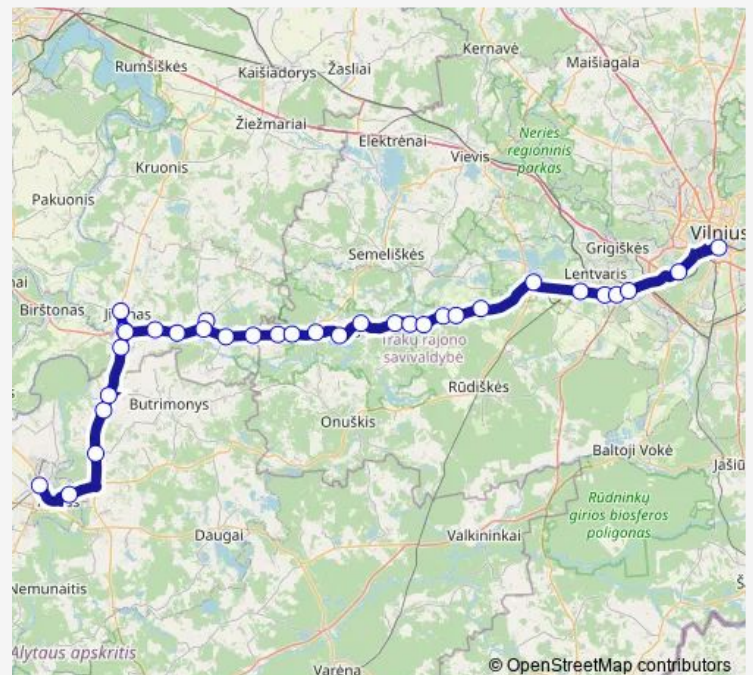 Kernavė
Maišiagala
Rumšiškės
Kaišiadorys
Žasliai
Žiežmariai
Elektrėnai
Neries
regioninis
parkas
Vievis
Kruonis
Pakuonis
Semeliškės
Grigiškės
Vilnius
Lentvaris
Birštonas
Trakų rajono
savivaldybė
Rūdiškės
Butrimonys
Onuškis
Baltoji Vokė
Rūdninkų
girios biosferos
poligonas
Daugai
Valkininkai
Nemunaitis
Alytaus apskritis
Varėna
© OpenStreetMap contributors